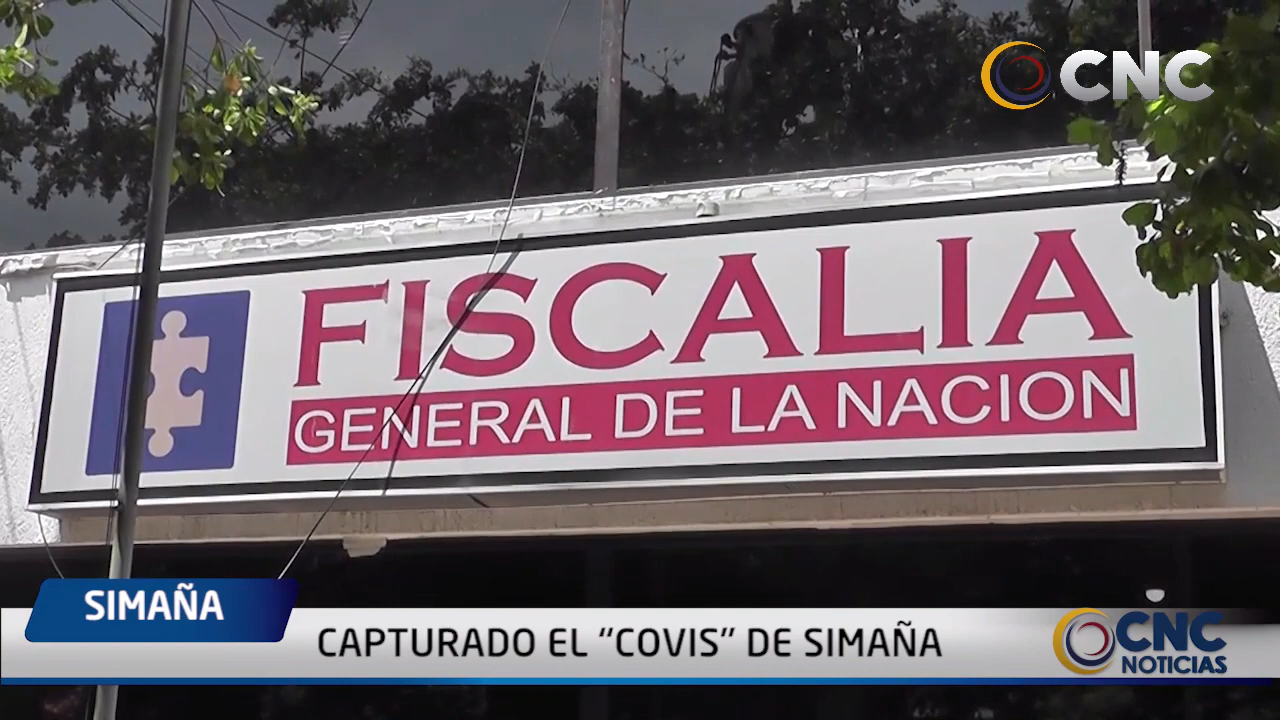 CNC
FISCALIA
GENERAL DE LA NACION
SIMAÑA
CAPTURADO EL “COVIS” DE SIMAÑA
CNC
NOTICIAS